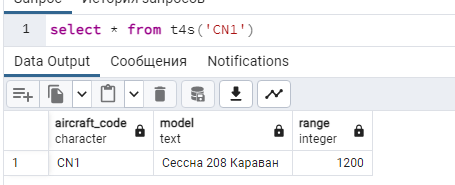 Запрос История запросов
1 select * from t4s('CN1')
Data Output Сообщения Notifications
aircraft_code model range
character text integer
1 CN1 Сессна 208 Караван 1200